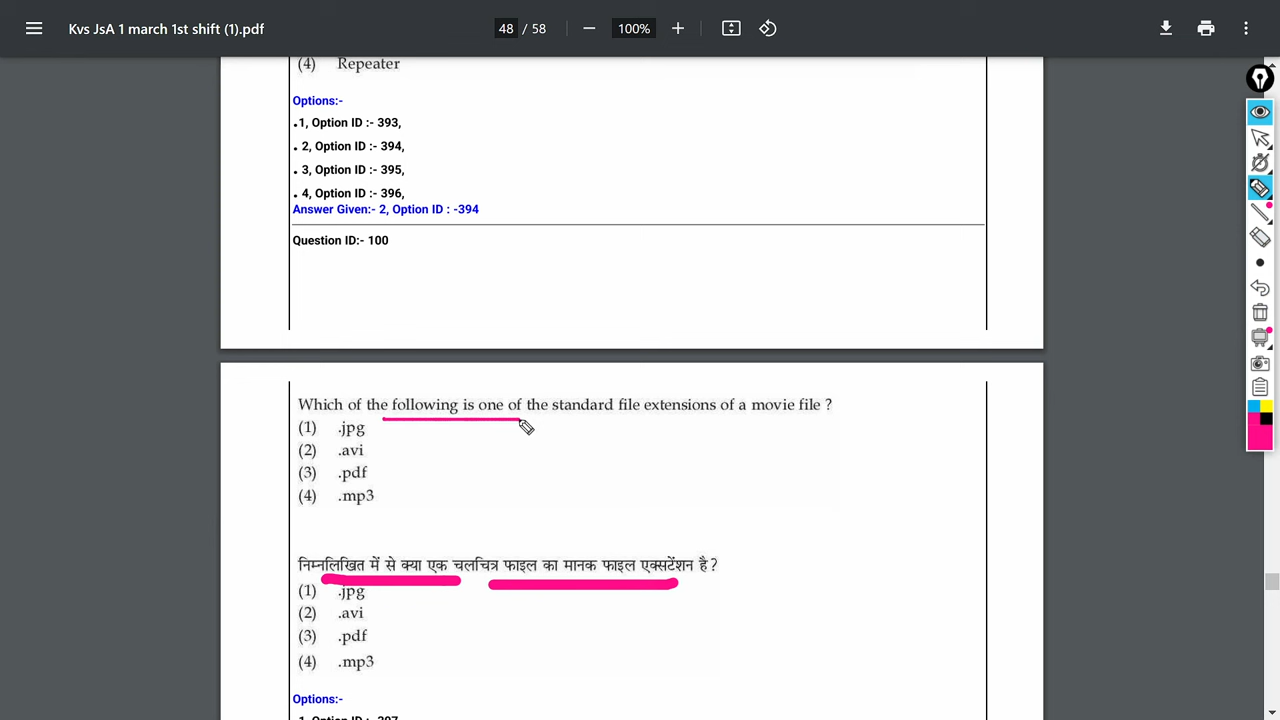 Kvs JsA 1 march 1st shift (1).pdf
48 / 58
100%
(4) Repeater
Options:-
.1, Option ID :- 393,
. 2, Option ID :- 394,
. 3, Option ID :- 395,
. 4, Option ID :- 396,
Answer Given:- 2, Option ID : -394
Question ID:- 100
Which of the following is one of the standard file extensions of a movie file ?
(1) .jpg
(2) .avi
(3) .pdf
(4) .mp3
निम्नलिखित में से क्या एक चलचित्र फाइल का मानक फाइल एक्सटेंशन है ?
(1) .jpg
(2) .avi
(3) .pdf
(4) .mp3
Options:-
1, Option ID :- 397